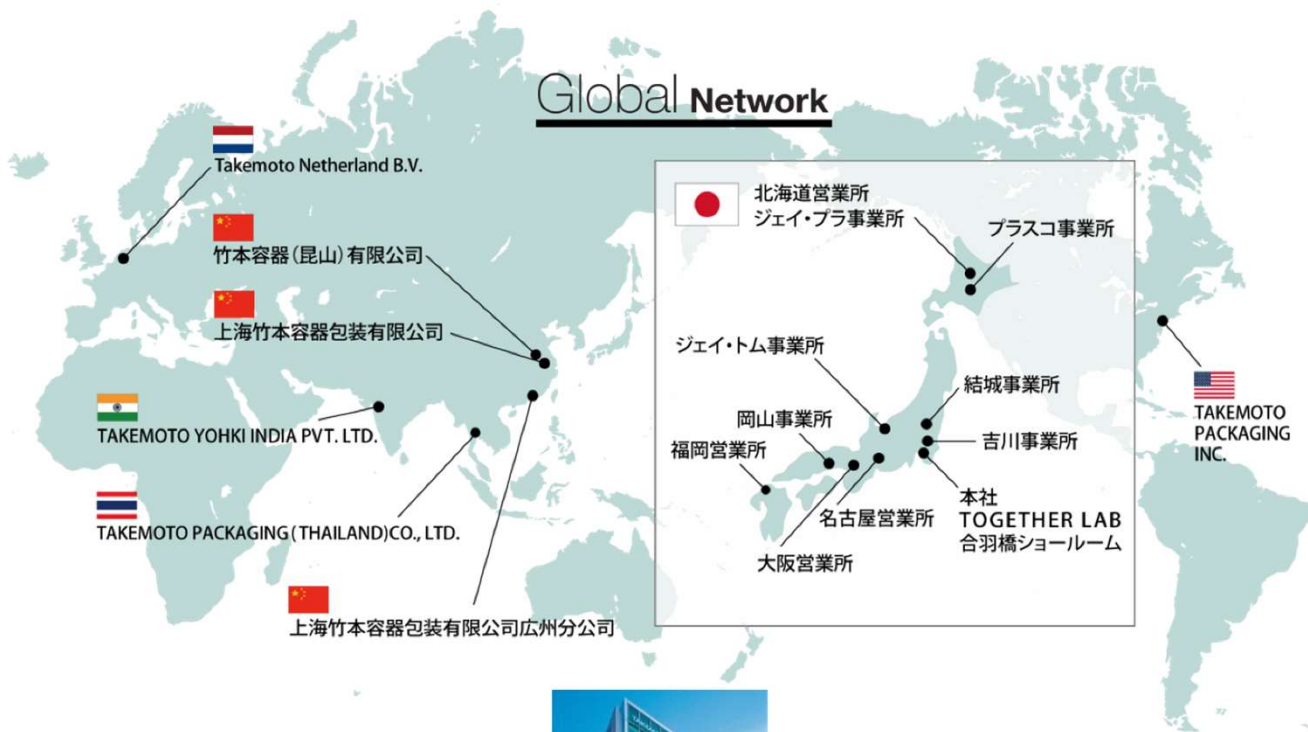 Global Network
Takemoto Netherland B.V.
竹本容器(昆山)有限公司
上海竹本容器包装有限公司
TAKEMOTO YOHKI INDIA PVT. LTD.
TAKEMOTO PACKAGING (THAILAND)CO., LTD.
上海竹本容器包装有限公司広州分公司
北海道営業所
ジェイ・プラ事業所
プラスコ事業所
ジェイ・トム事業所
結城事業所
岡山事業所
吉川事業所
福岡営業所
本社
TOGETHER LAB
合羽橋ショールーム
名古屋営業所
大阪営業所
TAKEMOTO
PACKAGING
INC.